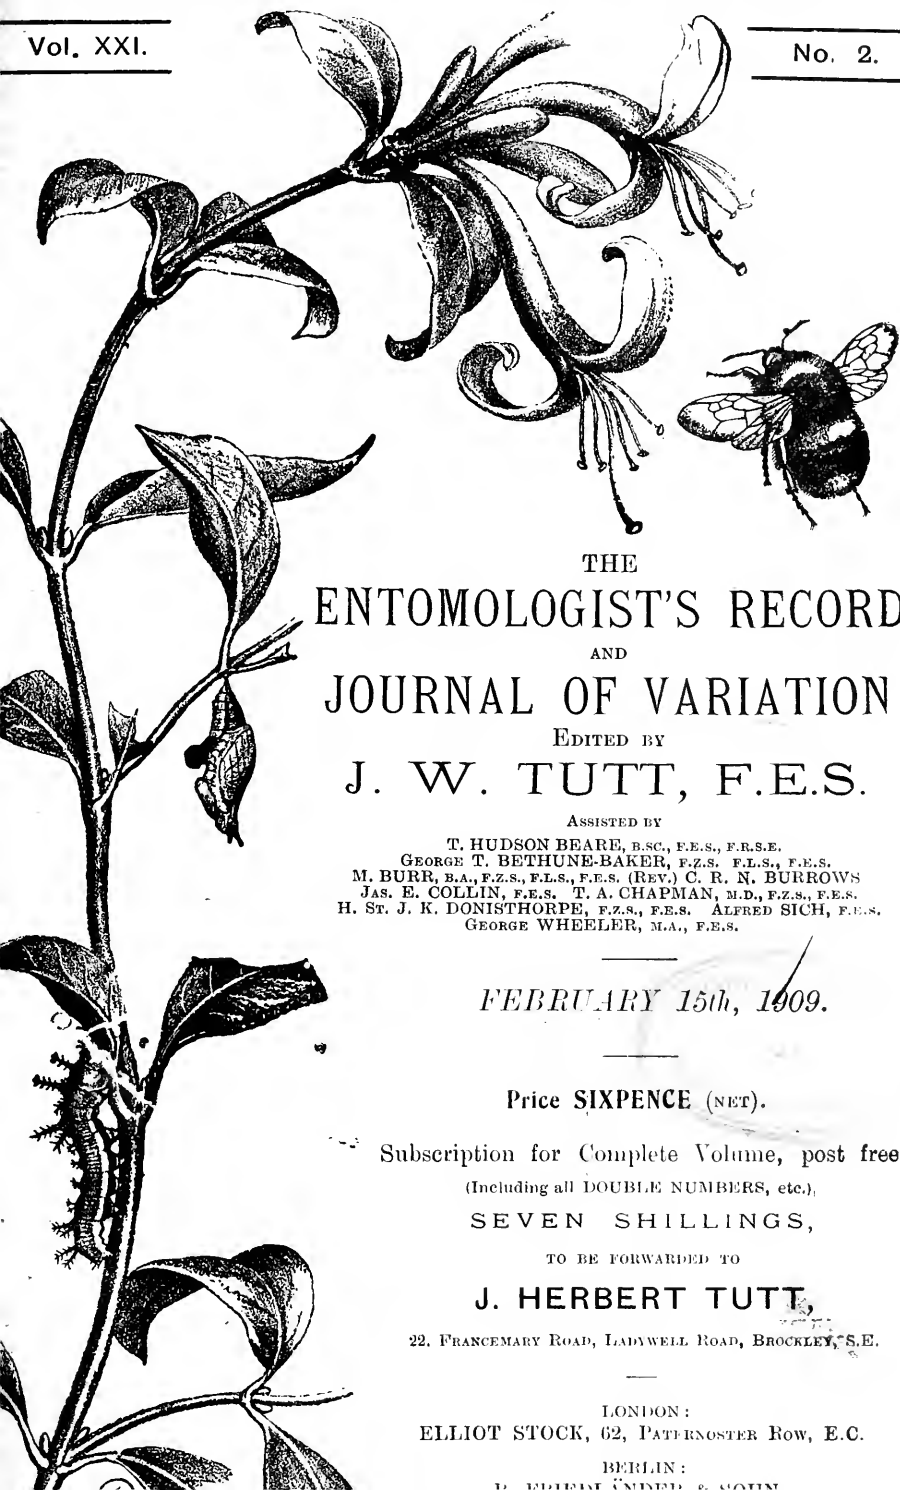 Vol. XXI.
No. 2.
THE
ENTOMOLOGIST'S RECORD
AND
JOURNAL OF VARIATION
EDITED BY
J. W. TUTT, F.E.S.
ASSISTED BY
T. HUDSON BEARE, B.SC., F.E.S., F.R.S.E.
GEORGE T. BETHUNE-BAKER, F.Z.S. F.L.S., F.E.S.
M. BURR, B.A., F.Z.S., F.L.S., F.E.S. (REV.) C. R. N. BURROWS
JAS. E. COLLIN, F.E.S. T. A. CHAPMAN, M.D., F.Z.S., F.E.S.
H. ST. J. K. DONISTHORPE, F.Z.S., F.E.S. ALFRED SICH, F.E.S.
GEORGE WHEELER, M.A., F.E.S.
FEBRUARY 15th, 1909.
Price SIXPENCE (NET).
Subscription for Complete Volume, post free
(Including all DOUBLE NUMBERS, etc.),
SEVEN SHILLINGS,
TO BE FORWARDED TO
J. HERBERT TUTT,
22, FRANCEMARY ROAD, LADYWELL ROAD, BROCKLEY, S.E.
LONDON:
ELLIOT STOCK, 62, PATERNOSTER ROW, E.C.
BERLIN:
R. FRIEDLÄNDER & SOHN